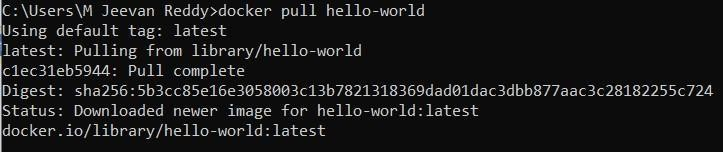 C:\Users\M Jeevan Reddy>docker pull hello-world
Using default tag: latest
latest: Pulling from library/hello-world
c1ec31eb5944: Pull complete
Digest: sha256:5b3cc85e16e3058003c13b7821318369dad01dac3dbb877aac3c28182255c724
Status: Downloaded newer image for hello-world:latest
docker.io/library/hello-world:latest